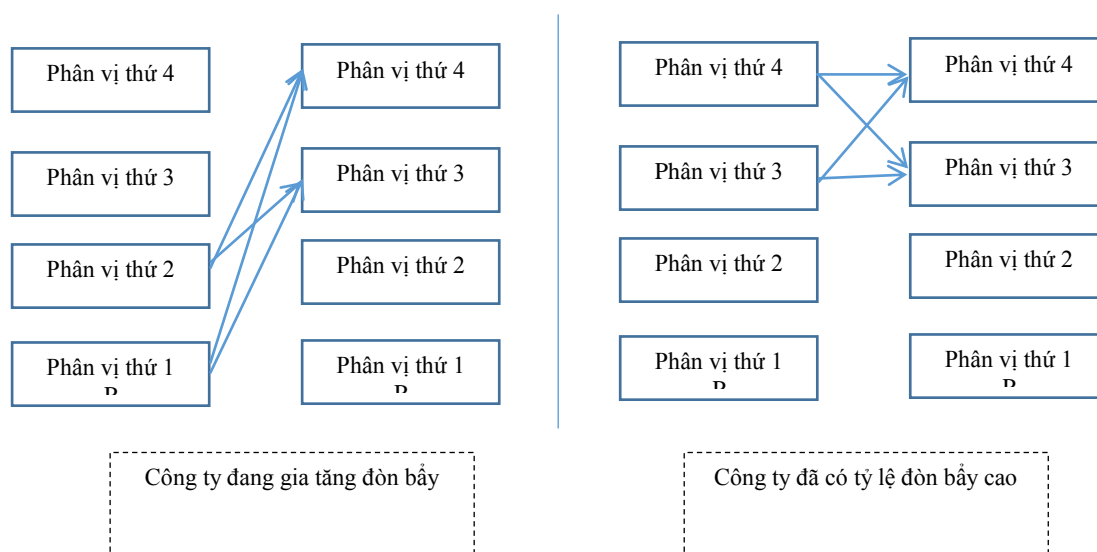 Phân vị thứ 4
Phân vị thứ 3
Phân vị thứ 2
Phân vị thứ 1
Phân vị thứ 4
Phân vị thứ 3
Phân vị thứ 2
Phân vị thứ 1
Công ty đang gia tăng đòn bẩy
Phân vị thứ 4
Phân vị thứ 3
Phân vị thứ 2
Phân vị thứ 1
Phân vị thứ 4
Phân vị thứ 3
Phân vị thứ 2
Phân vị thứ 1
Công ty đã có tỷ lệ đòn bẩy cao